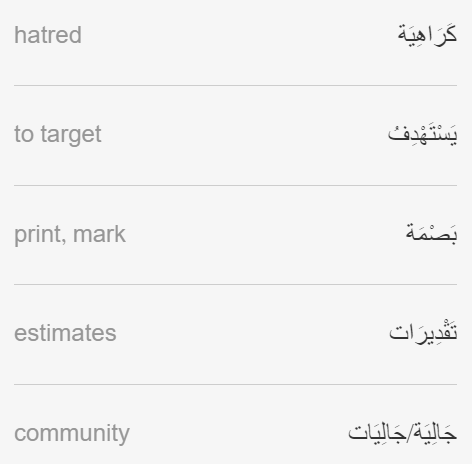 hatred كَرَاهِيَة
to target يَسْتَهْدِفُ
print, mark بَصْمَة
estimates تَقْدِيرَات
community جَالِيَة/جَالِيَات